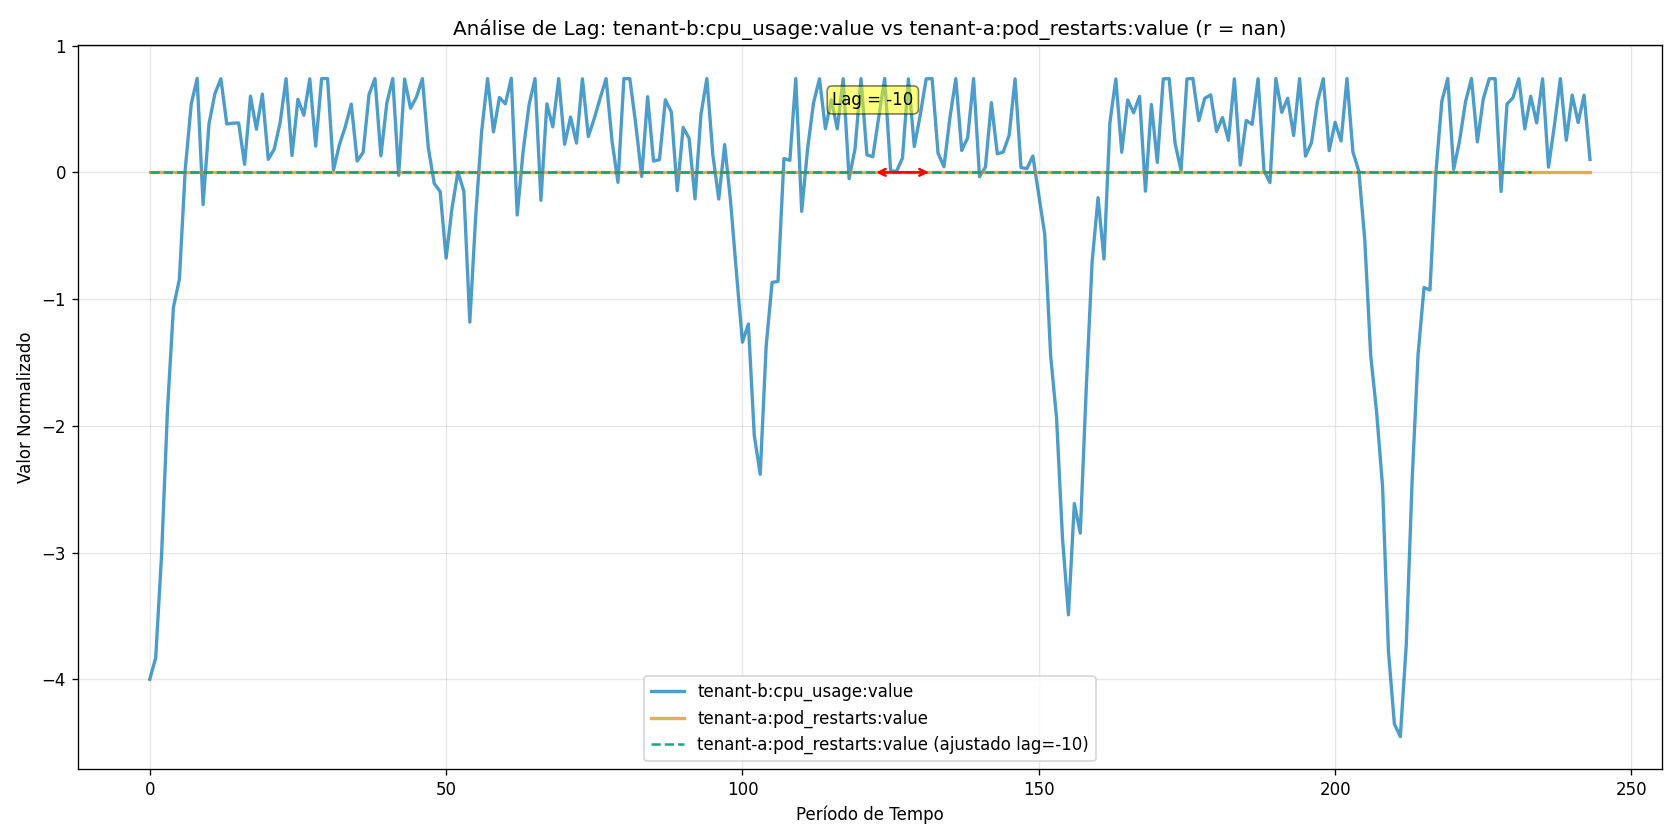 Análise de Lag: tenant-b:cpu_usage:value vs tenant-a:pod_restarts:value (r = nan)
1
0
−1
−2
−3
−4
Valor Normalizado
Lag = -10
tenant-b:cpu_usage:value
tenant-a:pod_restarts:value
tenant-a:pod_restarts:value (ajustado lag=-10)
0 50 100 150 200 250
Período de Tempo